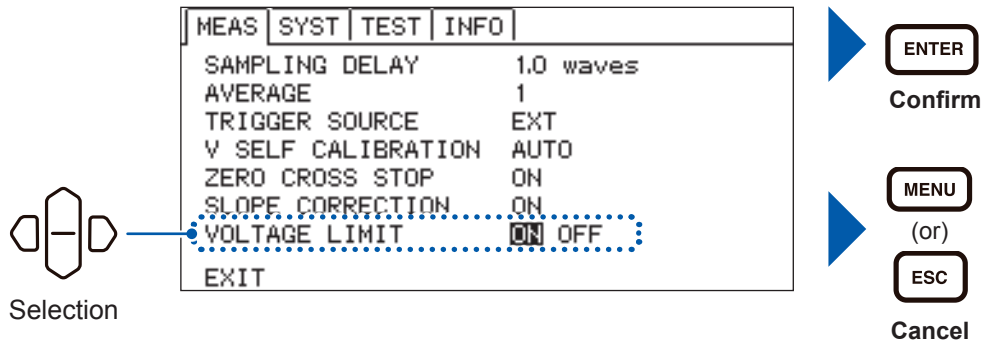 MEAS SYST TEST INFO
SAMPLING DELAY 1.0 waves
AVERAGE 1
TRIGGER SOURCE EXT
V SELF CALIBRATION AUTO
ZERO CROSS STOP ON
SLOPE CORRECTION ON
VOLTAGE LIMIT ON OFF
EXIT
Selection
ENTER
Confirm
MENU
(or)
ESC
Cancel